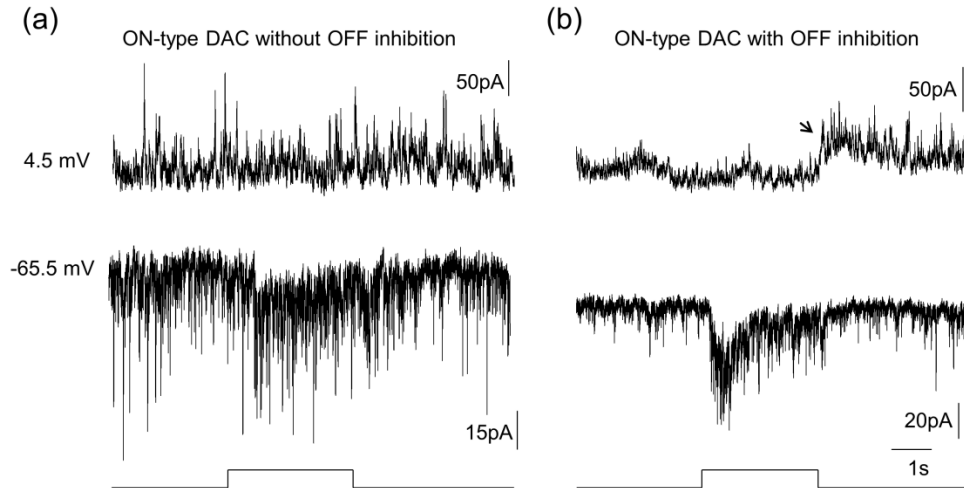 (a)
ON-type DAC without OFF inhibition
50pA
4.5 mV
-65.5 mV
15pA
(b)
ON-type DAC with OFF inhibition
50pA
20pA
1s